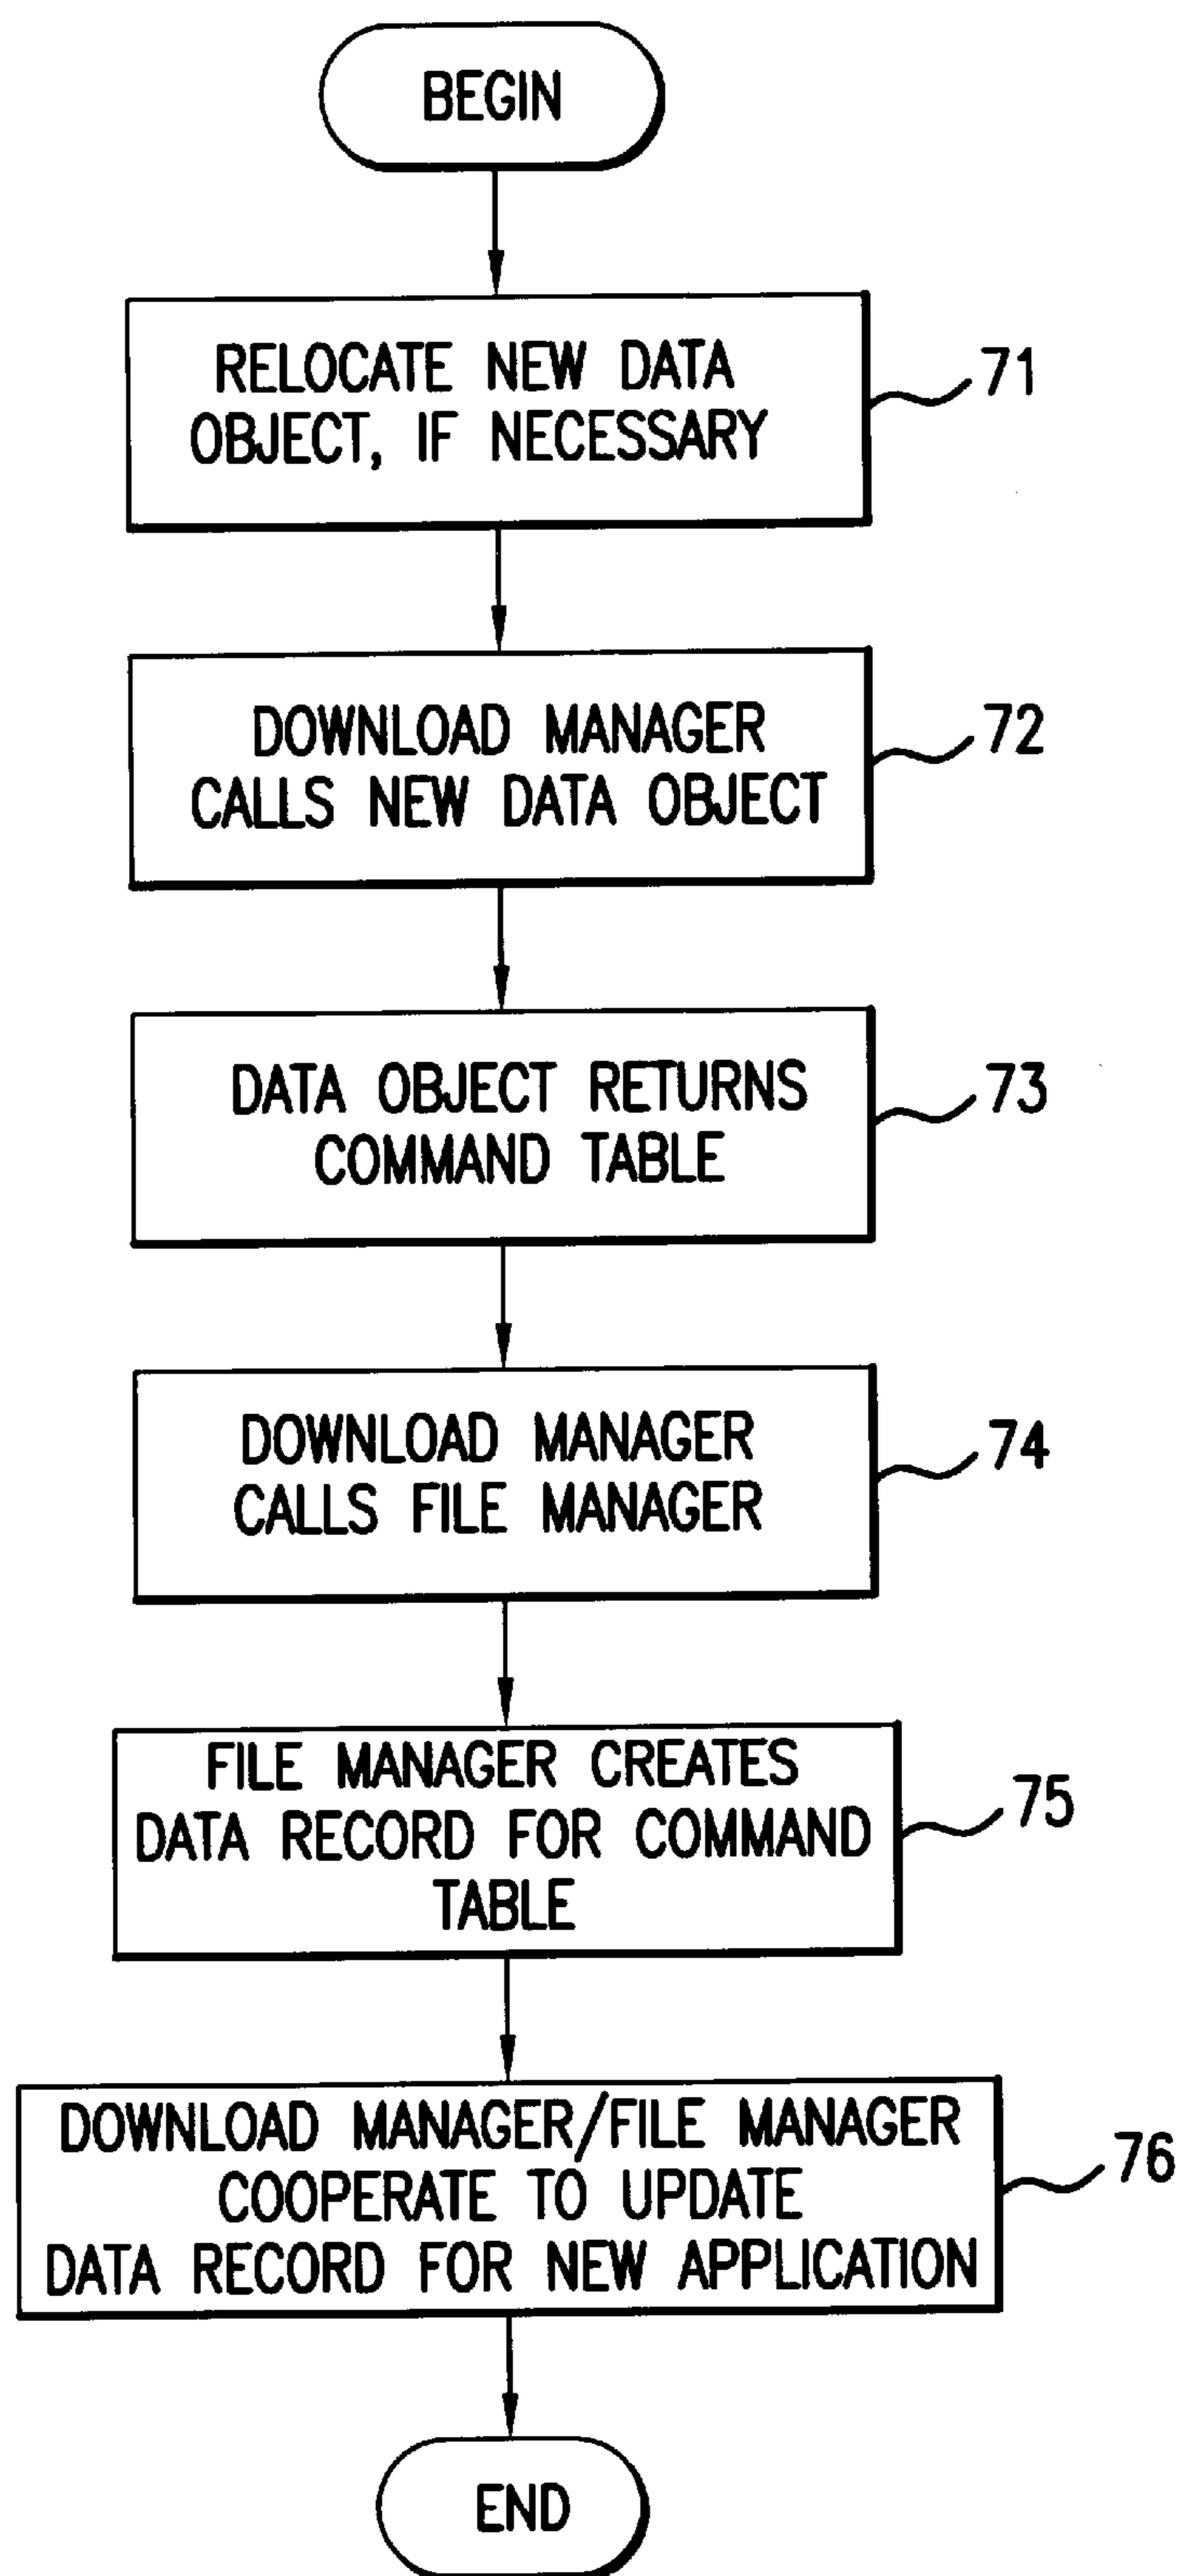 BEGIN
RELOCATE NEW DATA
OBJECT, IF NECESSARY
71
DOWNLOAD MANAGER
CALLS NEW DATA OBJECT
72
DATA OBJECT RETURNS
COMMAND TABLE
73
DOWNLOAD MANAGER
CALLS FILE MANAGER
74
FILE MANAGER CREATES
DATA RECORD FOR COMMAND
TABLE
75
DOWNLOAD MANAGER/FILE MANAGER
COOPERATE TO UPDATE
DATA RECORD FOR NEW APPLICATION
76
END